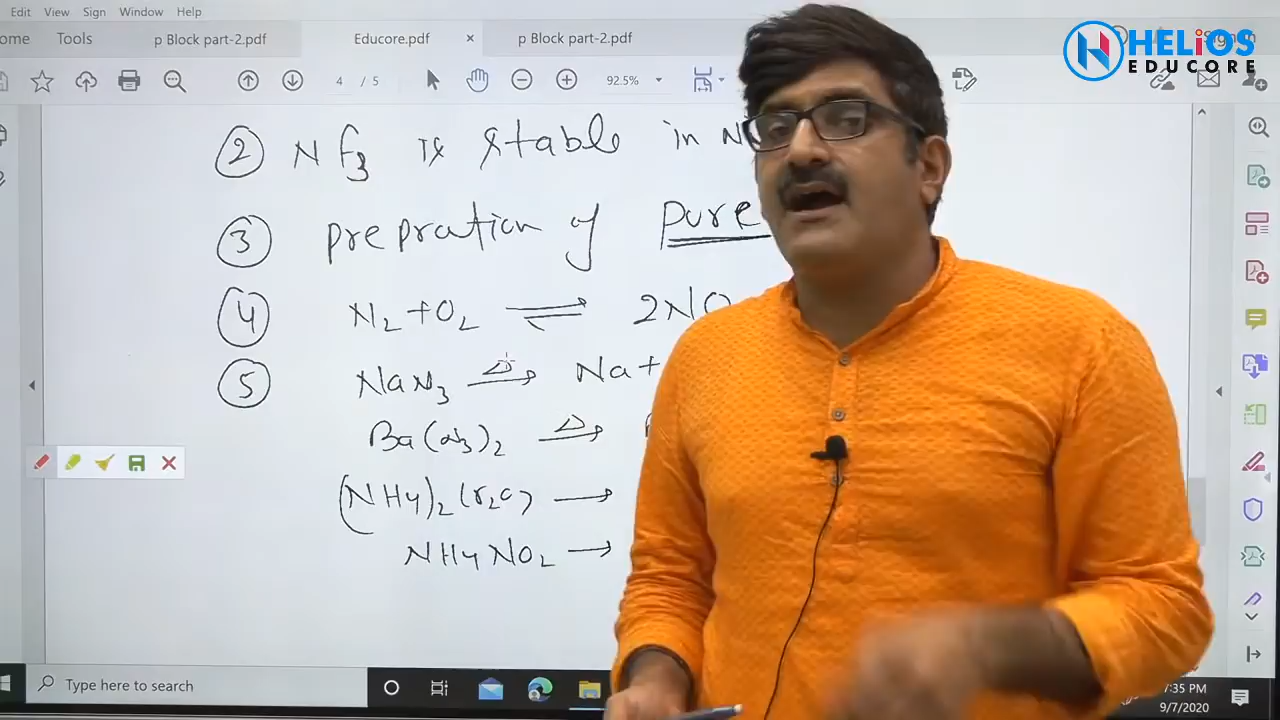 Edit View Sign Window Help
HELiOS
EDUCORE
ome Tools p Block part-2.pdf Educore.pdf × p Block part-2.pdf
4 / 5 92.5%
② NF3 is stable in N
③ prepration of pure
④ N2 + O2 ⇌ 2NO
⑤ NaN3 △→ Na +
Ba(N3)2 △→
(NH4)2Cr2O7 →
NH4NO2 →
Type here to search
7:35 PM
9/7/2020